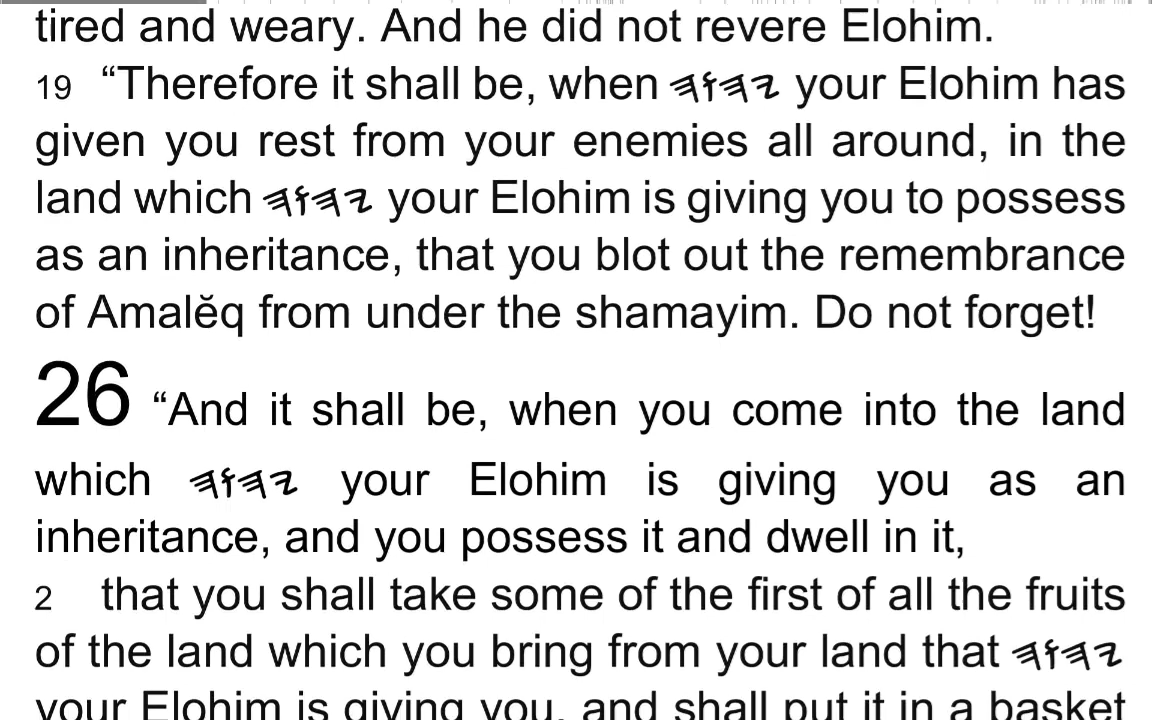 tired and weary. And he did not revere Elohim.
19 “Therefore it shall be, when 𐤉𐤄𐤅𐤄 your Elohim has
given you rest from your enemies all around, in the
land which 𐤉𐤄𐤅𐤄 your Elohim is giving you to possess
as an inheritance, that you blot out the remembrance
of Amalĕq from under the shamayim. Do not forget!
26 “And it shall be, when you come into the land
which 𐤉𐤄𐤅𐤄 your Elohim is giving you as an
inheritance, and you possess it and dwell in it,
2 that you shall take some of the first of all the fruits
of the land which you bring from your land that 𐤉𐤄𐤅𐤄
your Elohim is giving you, and shall put it in a basket